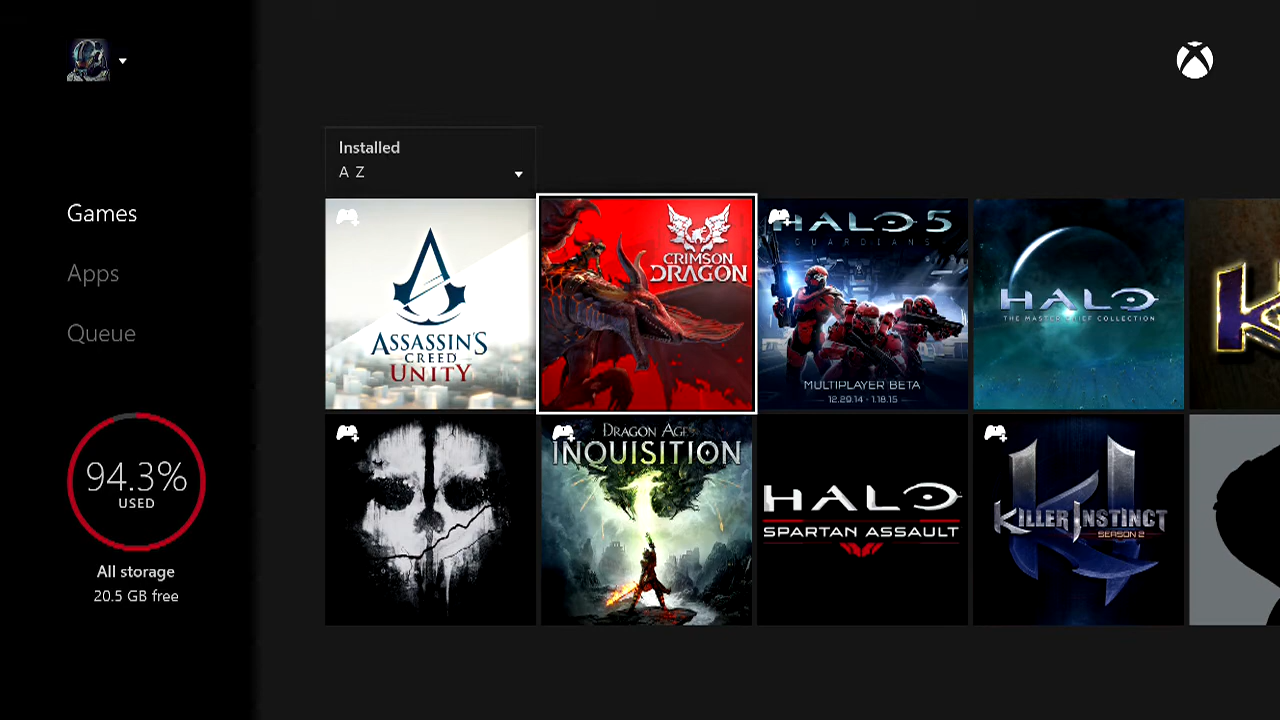 Installed
A Z
Games
Apps
Queue
94.3%
USED
All storage
20.5 GB free
ASSASSIN'S
CREED
UNITY
CRIMSON
DRAGON
HALO 5
GUARDIANS
MULTIPLAYER BETA
12.29.14 - 1.18.15
HALO
THE MASTER CHIEF COLLECTION
DRAGON AGE
INQUISITION
HALO
SPARTAN ASSAULT
KILLER INSTINCT
SEASON 2